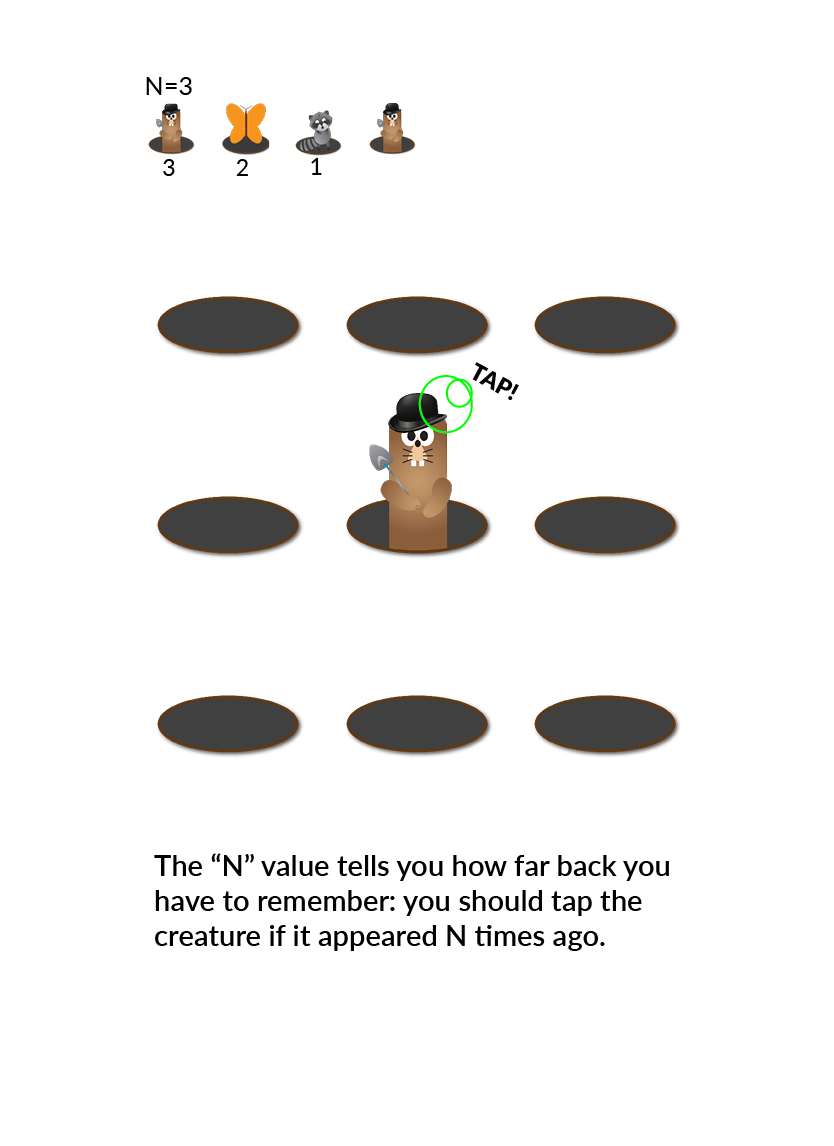 N=3
3 2 1
TAP!
The “N” value tells you how far back you
have to remember: you should tap the
creature if it appeared N times ago.